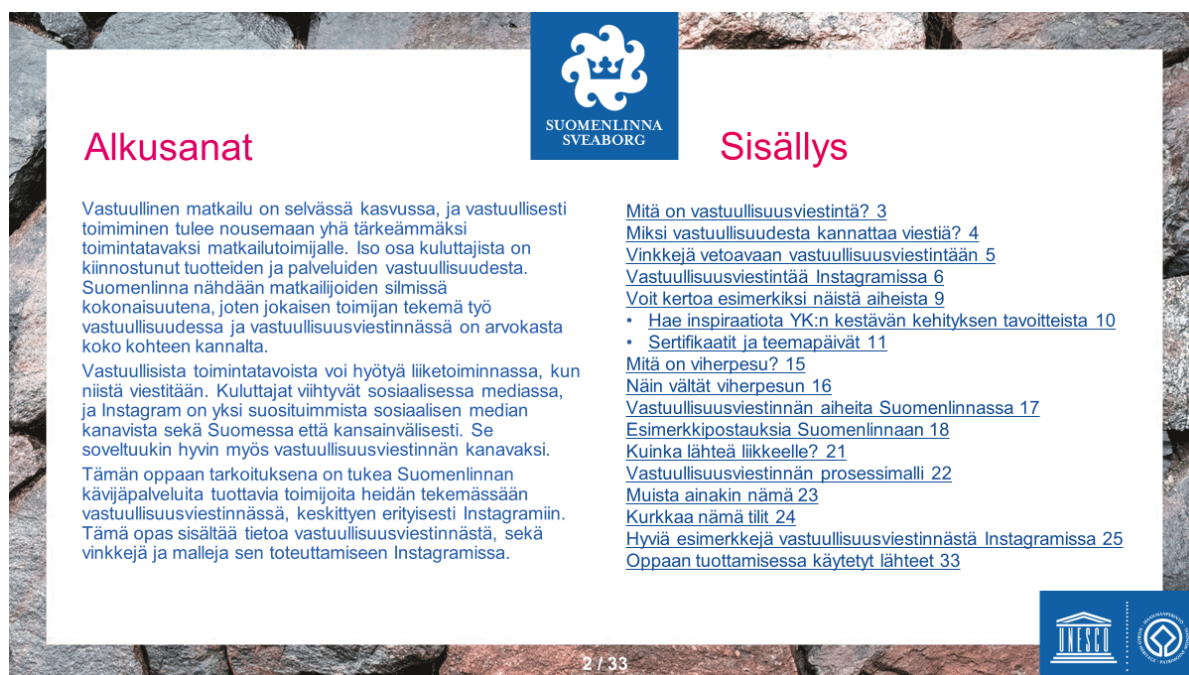 SUOMENLINNA
SVEABORG
Alkusanat
Vastuullinen matkailu on selvässä kasvussa, ja vastuullisesti
toimiminen tulee nousemaan yhä tärkeämmäksi
toimintatavaksi matkailutoimijalle. Iso osa kuluttajista on
kiinnostunut tuotteiden ja palveluiden vastuullisuudesta.
Suomenlinna nähdään matkailijoiden silmissä
kokonaisuutena, joten jokaisen toimijan tekemä työ
vastuullisuudessa ja vastuullisuusviestinnässä on arvokasta
koko kohteen kannalta.
Vastuullisista toimintatavoista voi hyötyä liiketoiminnassa, kun
niistä viestitään. Kuluttajat viihtyvät sosiaalisessa mediassa,
ja Instagram on yksi suosituimmista sosiaalisen median
kanavista sekä Suomessa että kansainvälisesti. Se
soveltuukin hyvin myös vastuullisuusviestinnän kanavaksi.
Tämän oppaan tarkoituksena on tukea Suomenlinnan
kävijäpalveluita tuottavia toimijoita heidän tekemässään
vastuullisuusviestinnässä, keskittyen erityisesti Instagramiin.
Tämä opas sisältää tietoa vastuullisuusviestinnästä, sekä
vinkkejä ja malleja sen toteuttamiseen Instagramissa.
Sisällys
Mitä on vastuullisuusviestintä? 3
Miksi vastuullisuudesta kannattaa viestiä? 4
Vinkkejä vetoavaan vastuullisuusviestintään 5
Vastuullisuusviestintää Instagramissa 6
Voit kertoa esimerkiksi näistä aiheista 9
• Hae inspiraatiota YK:n kestävän kehityksen tavoitteista 10
• Sertifikaatit ja teemapäivät 11
Mitä on viherpesu? 15
Näin vältät viherpesun 16
Vastuullisuusviestinnän aiheita Suomenlinnassa 17
Esimerkkipostauksia Suomenlinnaan 18
Kuinka lähteä liikkeelle? 21
Vastuullisuusviestinnän prosessimalli 22
Muista ainakin nämä 23
Kurkkaa nämä tilit 24
Hyviä esimerkkejä vastuullisuusviestinnästä Instagramissa 25
Oppaan tuottamisessa käytetyt lähteet 33
UNESCO
2 / 33